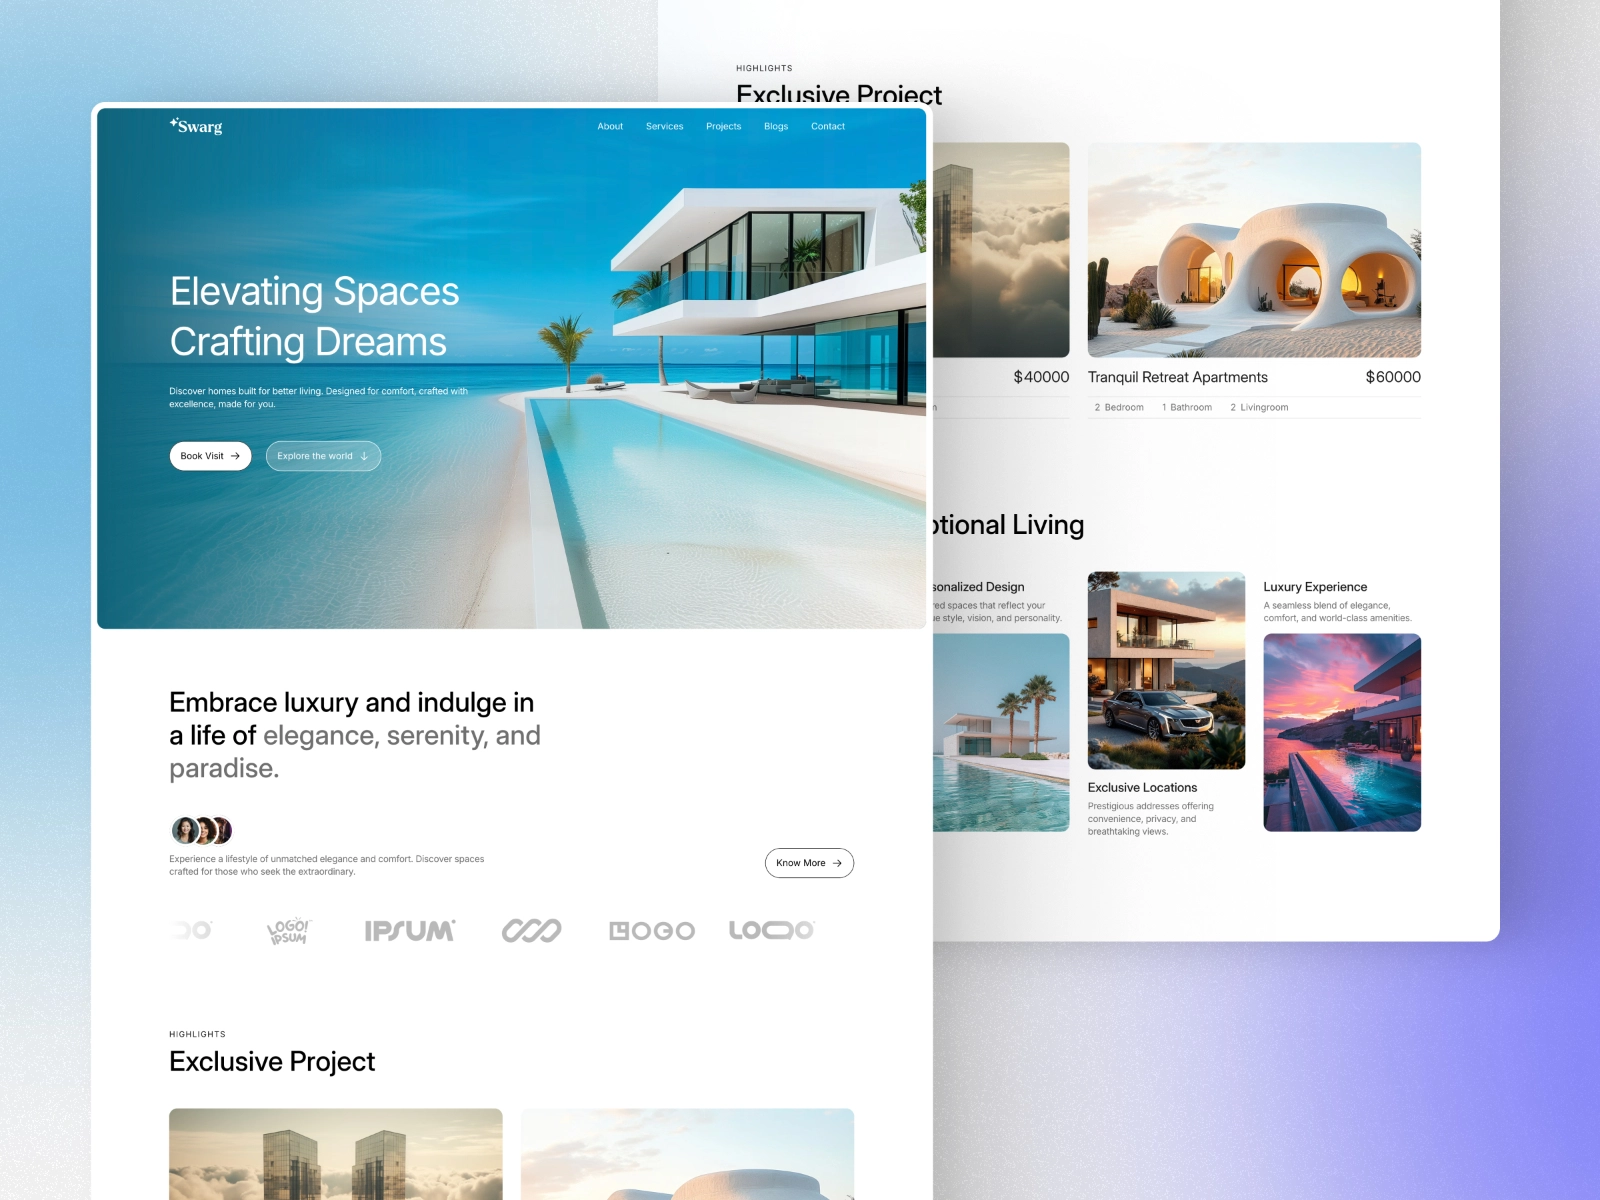 HIGHLIGHTS
Exclusive Project
$40000
Tranquil Retreat Apartments
$60000
2 Bedroom 1 Bathroom 2 Livingroom
tional Living
sonalized Design
red spaces that reflect your
ue style, vision, and personality.
Exclusive Locations
Prestigious addresses offering
convenience, privacy, and
breathtaking views.
Luxury Experience
A seamless blend of elegance,
comfort, and world-class amenities.
Swarg
About Services Projects Blogs Contact
Elevating Spaces
Crafting Dreams
Discover homes built for better living. Designed for comfort, crafted with
excellence, made for you.
Book Visit → Explore the world ↓
Embrace luxury and indulge in
a life of elegance, serenity, and
paradise.
Experience a lifestyle of unmatched elegance and comfort. Discover spaces
crafted for those who seek the extraordinary.
Know More →
LOGO! IPSUM IPSUM LOGO LOGO
HIGHLIGHTS
Exclusive Project